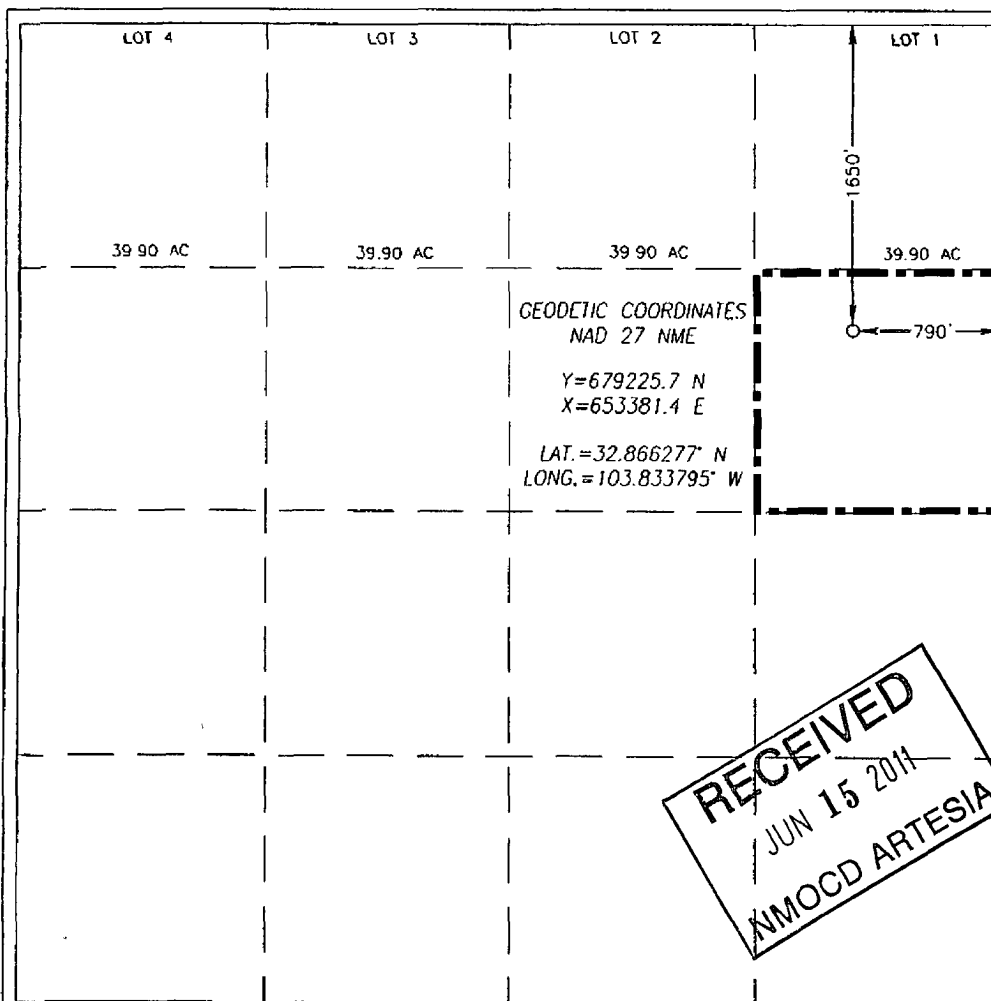 LOT 4
LOT 3
LOT 2
LOT 1
1650'
39.90 AC
39.90 AC
39 90 AC
39.90 AC
GEODETIC COORDINATES
NAD 27 NME
790'
Y=679225.7 N
X=653381.4 E
LAT.=32.866277° N
LONG.=103.833795° W
RECEIVED
JUN 15 2011
NMOCD ARTESIA